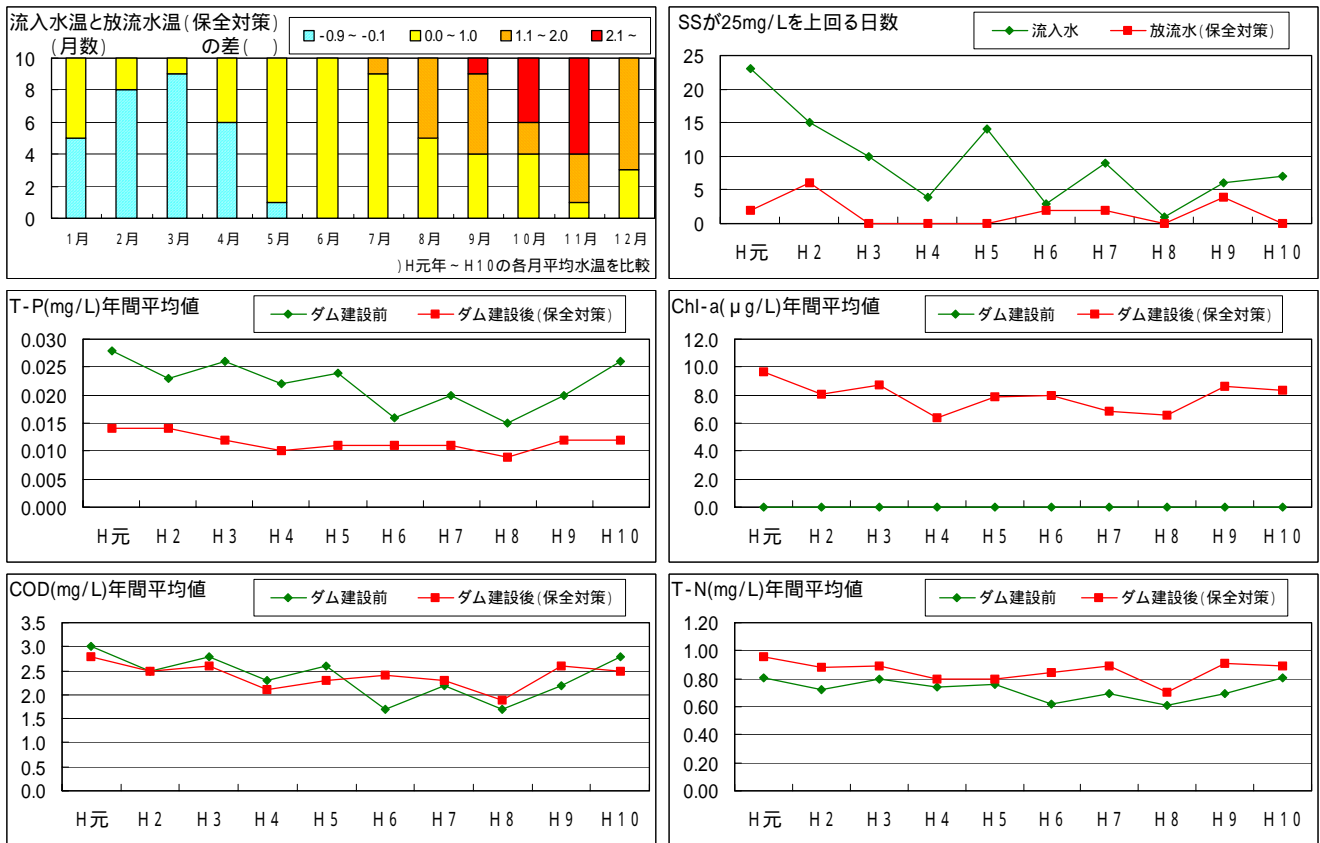 流入水温と放流水温(保全対策)
(月数) の差( )
-0.9～-0.1 0.0～1.0 1.1～2.0 2.1～
10
8
6
4
2
0
1月 2月 3月 4月 5月 6月 7月 8月 9月 10月 11月 12月
)H元年～H10の各月平均水温を比較
SSが25mg/Lを上回る日数
流入水 放流水(保全対策)
25
20
15
10
5
0
H元 H2 H3 H4 H5 H6 H7 H8 H9 H10
T-P(mg/L)年間平均値
ダム建設前 ダム建設後(保全対策)
0.030
0.025
0.020
0.015
0.010
0.005
0.000
H元 H2 H3 H4 H5 H6 H7 H8 H9 H10
Chl-a(μg/L)年間平均値
ダム建設前 ダム建設後(保全対策)
12.0
10.0
8.0
6.0
4.0
2.0
0.0
H元 H2 H3 H4 H5 H6 H7 H8 H9 H10
COD(mg/L)年間平均値
ダム建設前 ダム建設後(保全対策)
3.5
3.0
2.5
2.0
1.5
1.0
0.5
0.0
H元 H2 H3 H4 H5 H6 H7 H8 H9 H10
T-N(mg/L)年間平均値
ダム建設前 ダム建設後(保全対策)
1.20
1.00
0.80
0.60
0.40
0.20
0.00
H元 H2 H3 H4 H5 H6 H7 H8 H9 H10